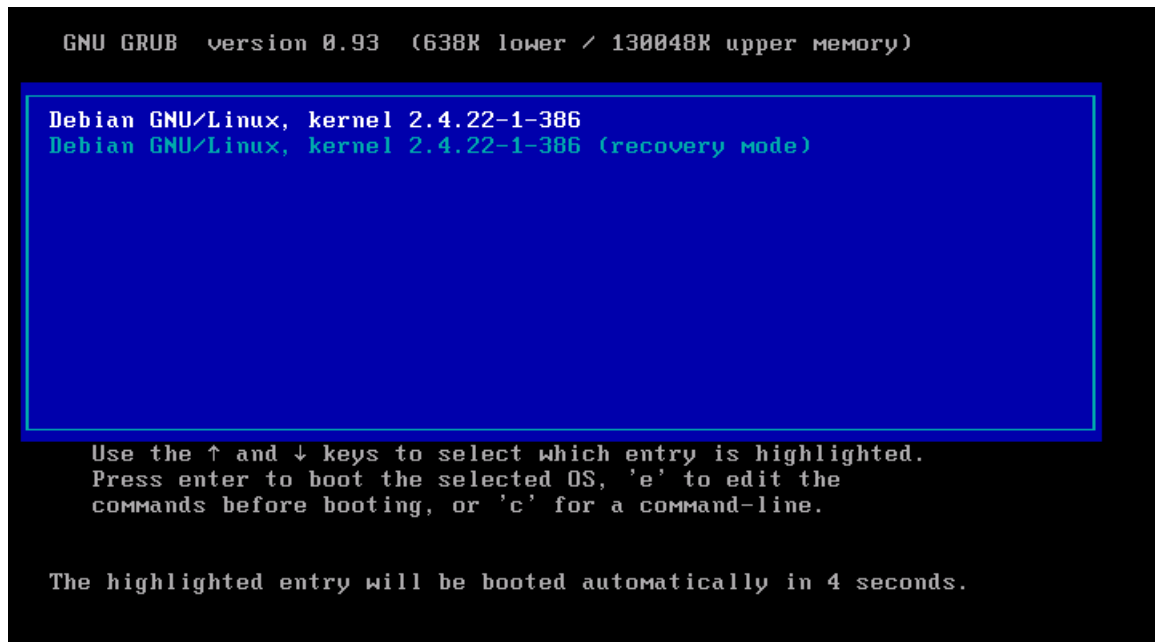 GNU GRUB version 0.93 (638K lower / 130048K upper memory)
Debian GNU/Linux, kernel 2.4.22-1-386
Debian GNU/Linux, kernel 2.4.22-1-386 (recovery mode)
Use the ↑ and ↓ keys to select which entry is highlighted.
Press enter to boot the selected OS, 'e' to edit the
commands before booting, or 'c' for a command-line.
The highlighted entry will be booted automatically in 4 seconds.